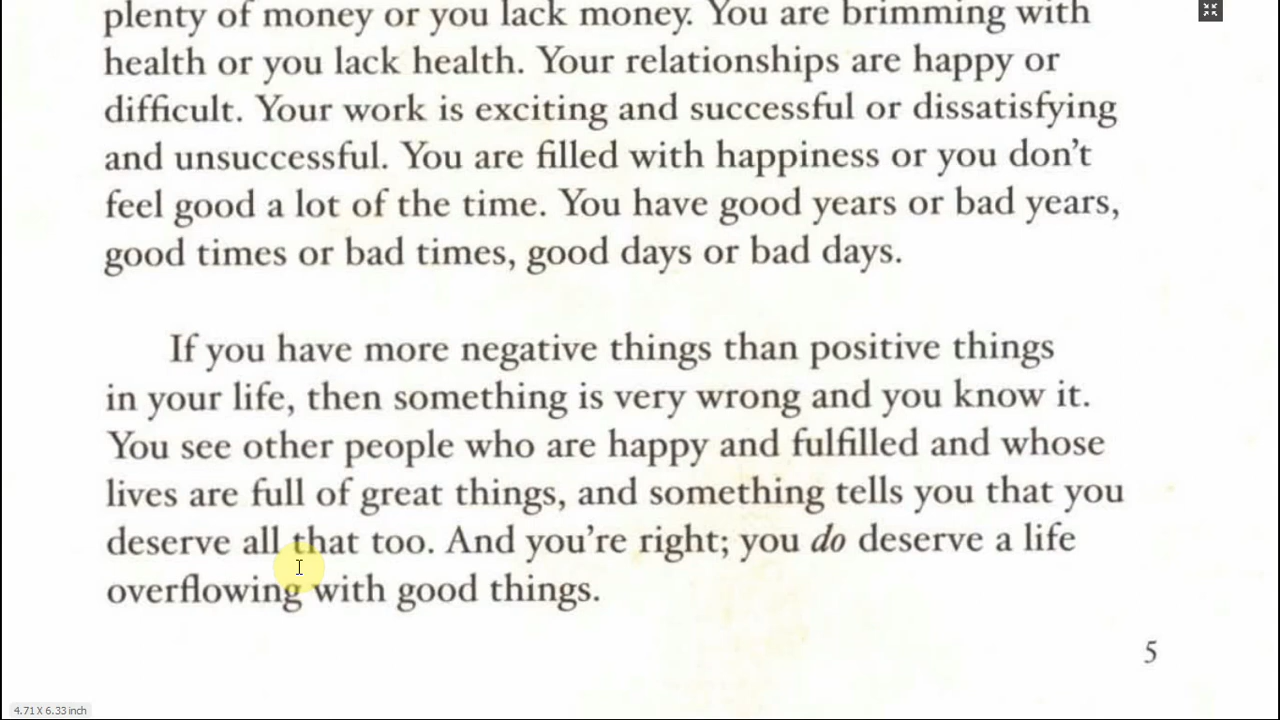 plenty of money or you lack money. You are brimming with
health or you lack health. Your relationships are happy or
difficult. Your work is exciting and successful or dissatisfying
and unsuccessful. You are filled with happiness or you don't
feel good a lot of the time. You have good years or bad years,
good times or bad times, good days or bad days.
If you have more negative things than positive things
in your life, then something is very wrong and you know it.
You see other people who are happy and fulfilled and whose
lives are full of great things, and something tells you that you
deserve all that too. And you're right; you do deserve a life
overflowing with good things.
5
4.71 X 6.33 inch